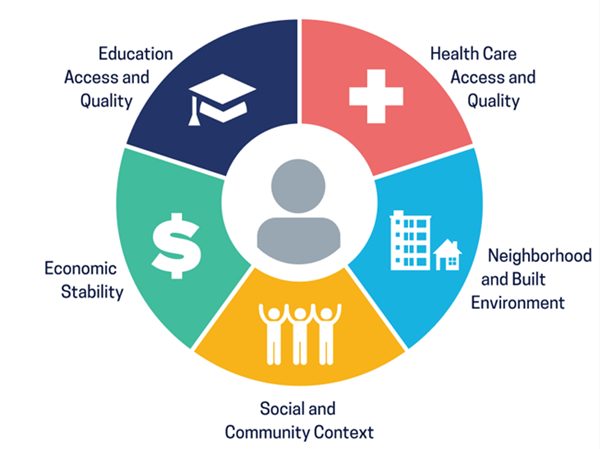 Education
Access and
Quality
Health Care
Access and
Quality
$
Economic
Stability
Neighborhood
and Built
Environment
Social and
Community Context